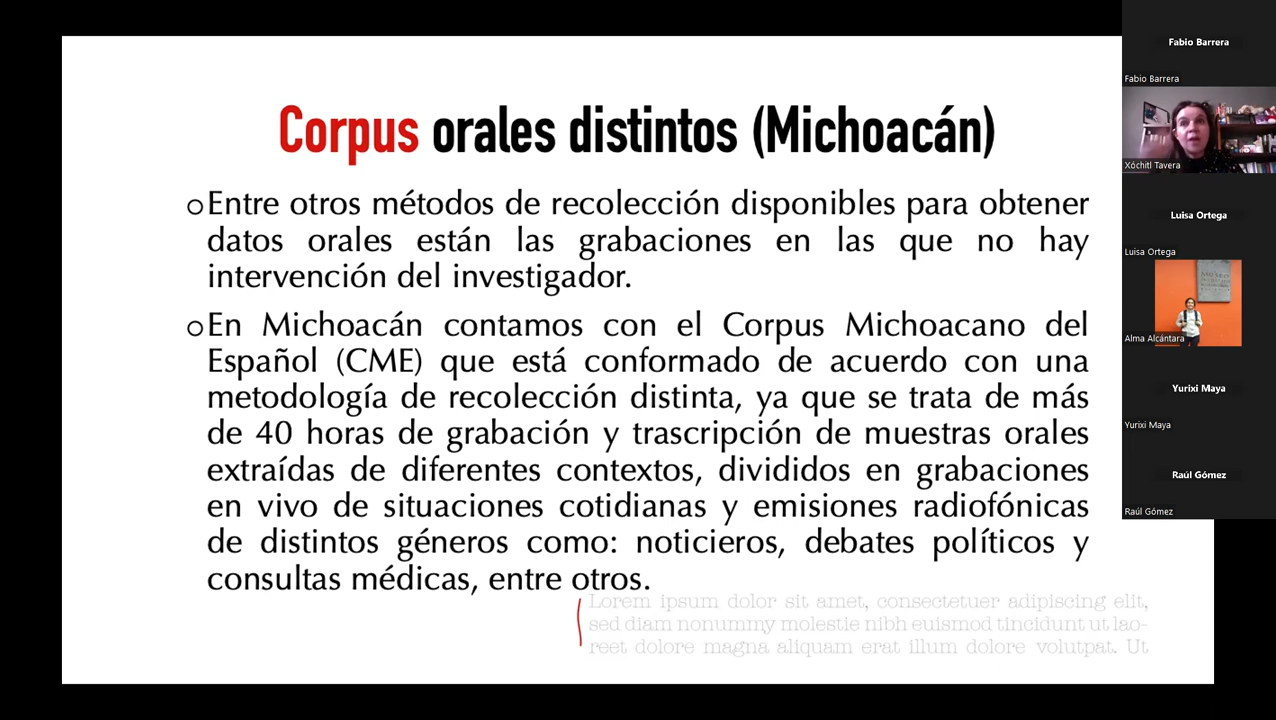 Corpus orales distintos (Michoacán)
oEntre otros métodos de recolección disponibles para obtener
datos orales están las grabaciones en las que no hay
intervención del investigador.
oEn Michoacán contamos con el Corpus Michoacano del
Español (CME) que está conformado de acuerdo con una
metodología de recolección distinta, ya que se trata de más
de 40 horas de grabación y trascripción de muestras orales
extraídas de diferentes contextos, divididos en grabaciones
en vivo de situaciones cotidianas y emisiones radiofónicas
de distintos géneros como: noticieros, debates políticos y
consultas médicas, entre otros.
Lorem ipsum dolor sit amet, consectetuer adipiscing elit,
sed diam nonummy molestie nibh euismod tincidunt ut lao-
reet dolore magna aliquam erat illum dolore volutpat. Ut
Fabio Barrera
Fabio Barrera
Xóchitl Tavera
Luisa Ortega
Luisa Ortega
Alma Alcántara
Yurixi Maya
Yurixi Maya
Raúl Gómez
Raúl Gómez